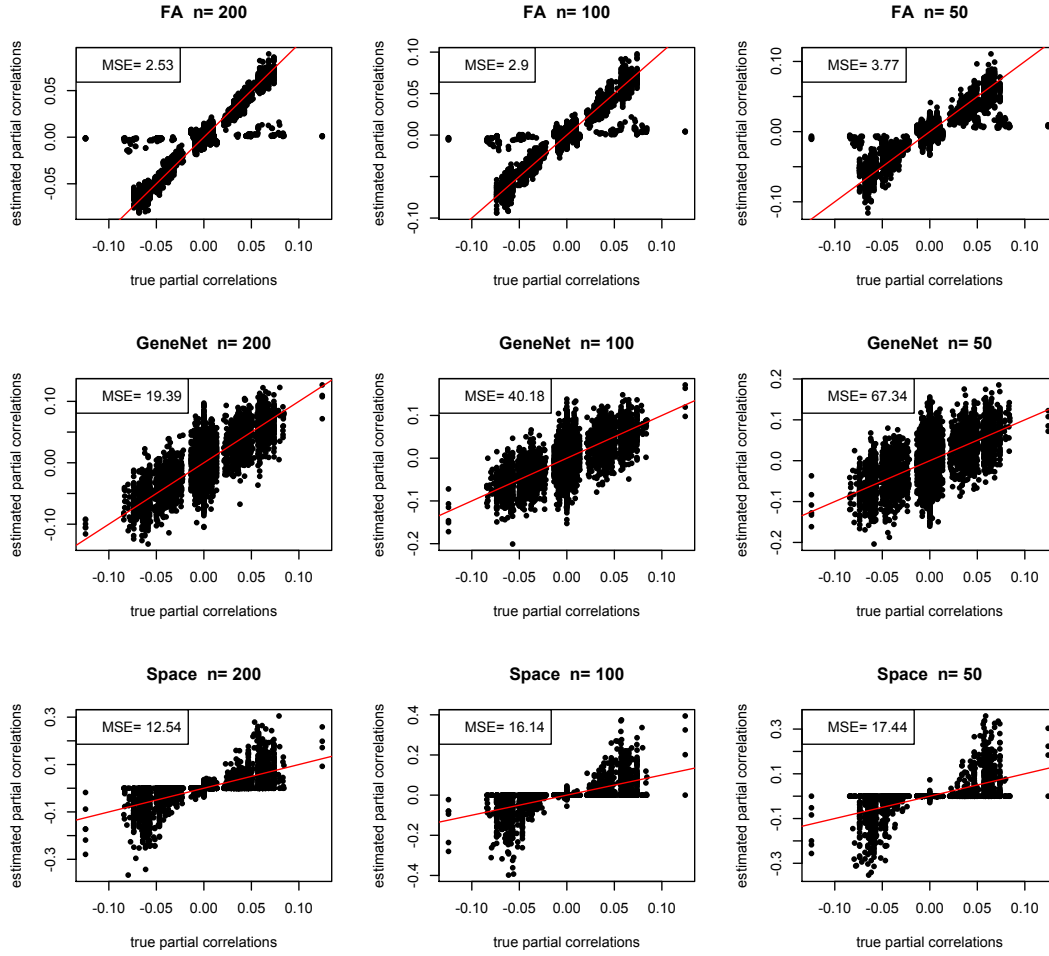 FA n= 200
FA n= 100
FA n= 50
MSE= 2.53
MSE= 2.9
MSE= 3.77
estimated partial correlations
0.05
0.00
-0.05
estimated partial correlations
0.10
0.05
0.00
-0.10
estimated partial correlations
0.10
0.00
-0.10
-0.10 -0.05 0.00 0.05 0.10
-0.10 -0.05 0.00 0.05 0.10
-0.10 -0.05 0.00 0.05 0.10
true partial correlations
true partial correlations
true partial correlations
GeneNet n= 200
GeneNet n= 100
GeneNet n= 50
MSE= 19.39
MSE= 40.18
MSE= 67.34
estimated partial correlations
0.10
0.00
-0.10
estimated partial correlations
0.1
0.0
-0.1
-0.2
estimated partial correlations
0.2
0.1
0.0
-0.1
-0.2
-0.10 -0.05 0.00 0.05 0.10
-0.10 -0.05 0.00 0.05 0.10
-0.10 -0.05 0.00 0.05 0.10
true partial correlations
true partial correlations
true partial correlations
Space n= 200
Space n= 100
Space n= 50
MSE= 12.54
MSE= 16.14
MSE= 17.44
estimated partial correlations
0.3
0.1
-0.1
-0.3
estimated partial correlations
0.4
0.2
0.0
-0.2
-0.4
estimated partial correlations
0.3
0.1
-0.1
-0.3
-0.10 -0.05 0.00 0.05 0.10
-0.10 -0.05 0.00 0.05 0.10
-0.10 -0.05 0.00 0.05 0.10
true partial correlations
true partial correlations
true partial correlations